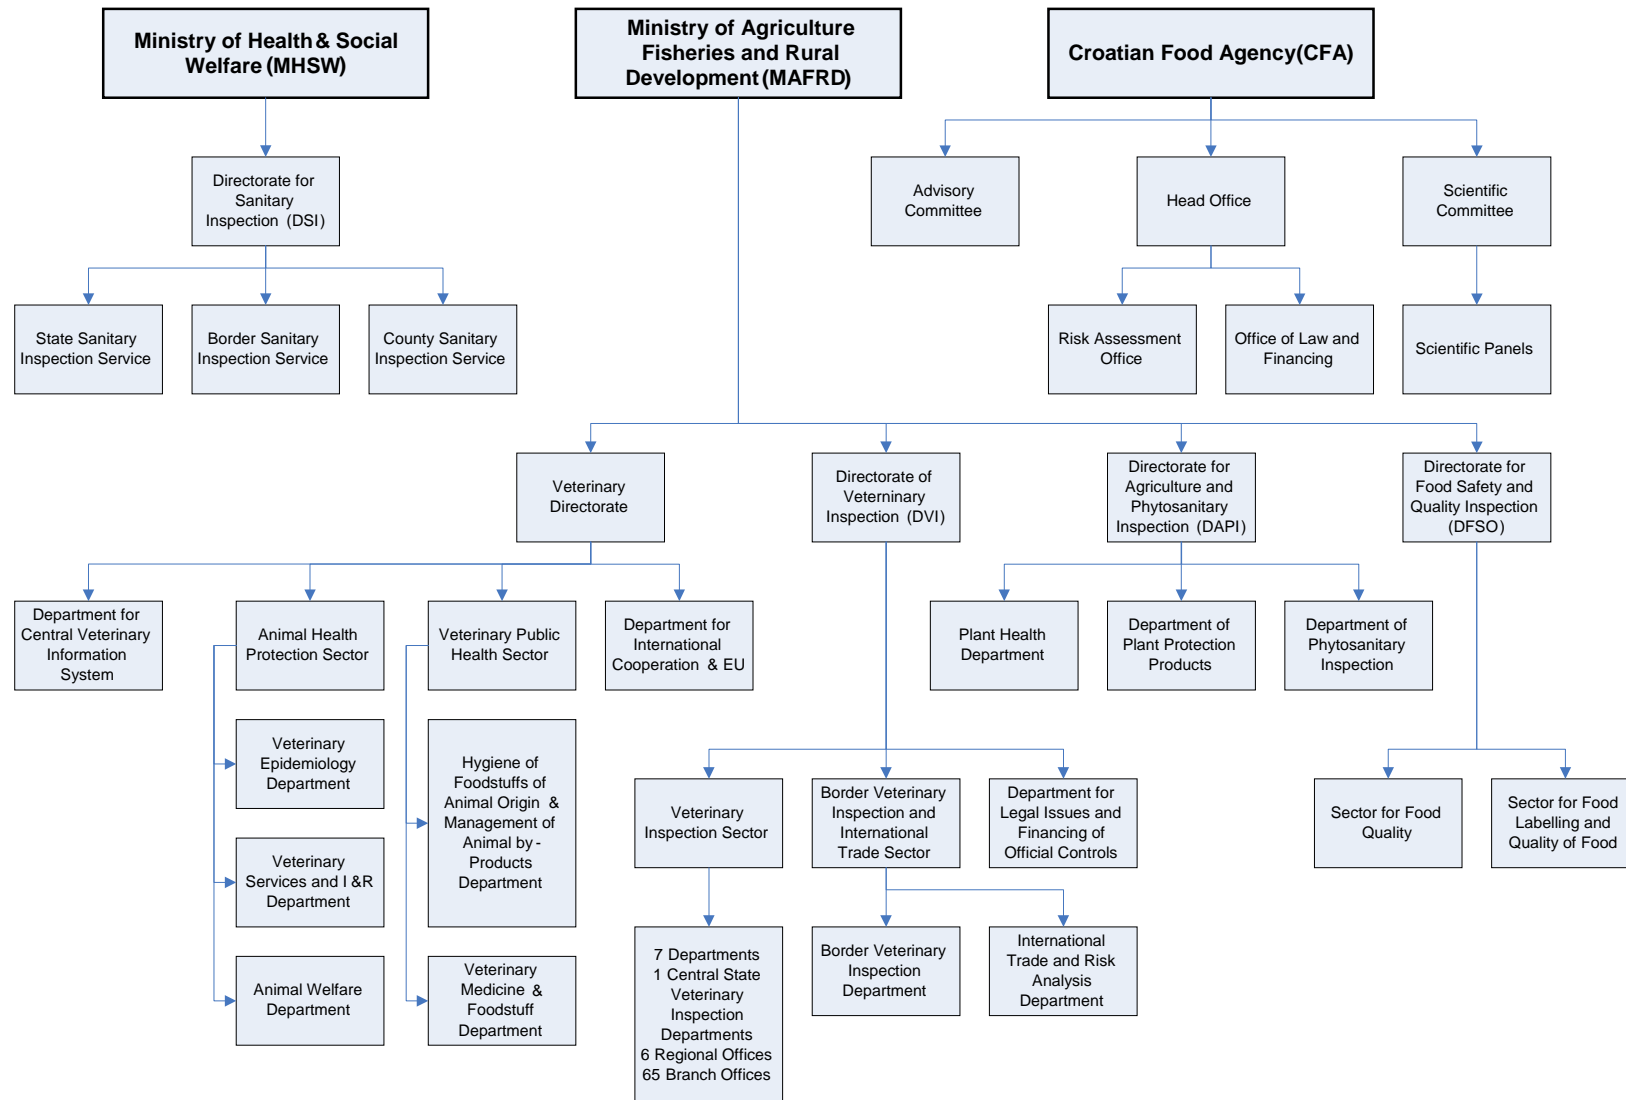 Ministry of Health & Social
Welfare (MHSW)
Ministry of Agriculture
Fisheries and Rural
Development (MAFRD)
Croatian Food Agency(CFA)
Directorate for
Sanitary
Inspection (DSI)
Advisory
Committee
Head Office
Scientific
Committee
State Sanitary
Inspection Service
Border Sanitary
Inspection Service
County Sanitary
Inspection Service
Risk Assessment
Office
Office of Law and
Financing
Scientific Panels
Veterinary
Directorate
Directorate of
Veterninary
Inspection (DVI)
Directorate for
Agriculture and
Phytosanitary
Inspection (DAPI)
Directorate for
Food Safety and
Quality Inspection
(DFSO)
Department for
Central Veterinary
Information
System
Animal Health
Protection Sector
Veterinary Public
Health Sector
Department for
International
Cooperation & EU
Plant Health
Department
Department of
Plant Protection
Products
Department of
Phytosanitary
Inspection
Veterinary
Epidemiology
Department
Hygiene of
Foodstuffs of
Animal Origin &
Management of
Animal by-
Products
Department
Veterinary
Inspection Sector
Border Veterinary
Inspection and
International
Trade Sector
Department for
Legal Issues and
Financing of
Official Controls
Sector for Food
Quality
Sector for Food
Labelling and
Quality of Food
Veterinary
Services and I &R
Department
Animal Welfare
Department
Veterinary
Medicine &
Foodstuff
Department
7 Departments
1 Central State
Veterinary
Inspection
Departments
6 Regional Offices
65 Branch Offices
Border Veterinary
Inspection
Department
International
Trade and Risk
Analysis
Department